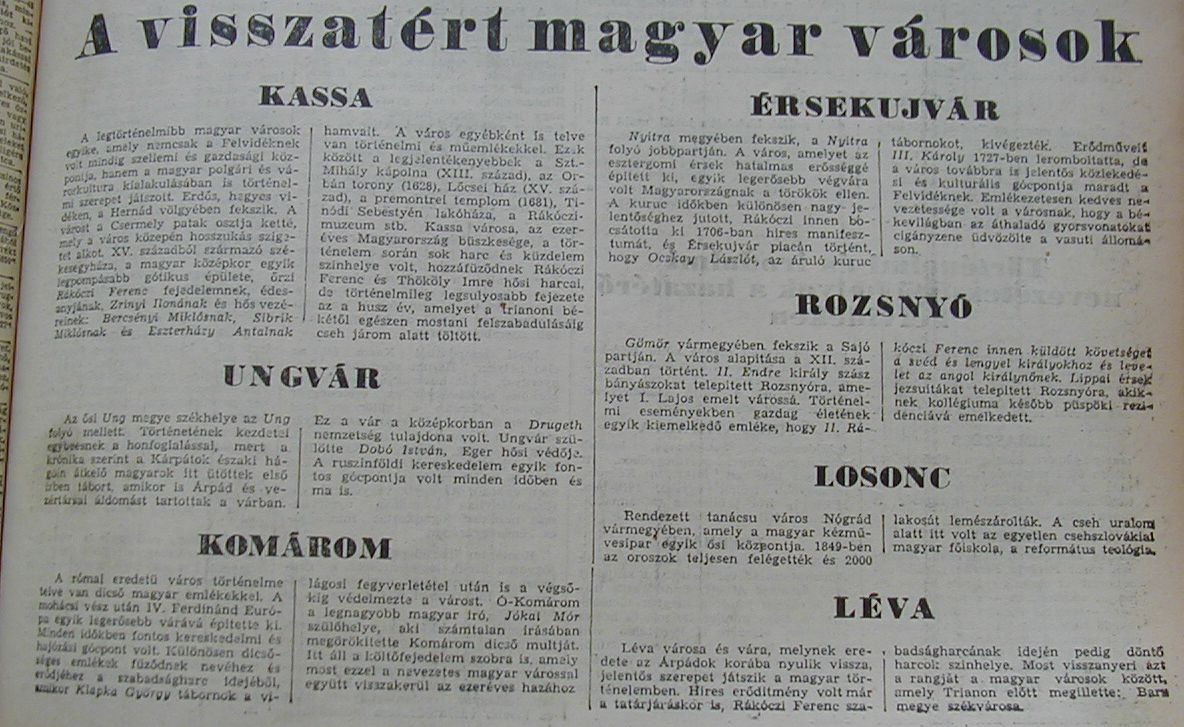 A visszatért magyar városok
KASSA
A legtörténelmibb magyar városok
egyike, amely nemcsak a Felvidéknek
volt mindig szellemi és gazdasági köz-
pontja, hanem a magyar polgári és vá-
roskultura kialakulásában is történel-
mi szerepet játszott. Erdős, hegyes vi-
déken, a Hernád völgyében fekszik. A
várost a Csermely patak osztja ketté,
mely a város közepén hosszukás szige-
tet alkot. XV. századból származó szé-
kesegyháza, a magyar középkor egyik
legpompásabb gótikus épülete, őrzi
Rákóczi Ferenc fejedelemnek, édes-
anyjának, Zrinyi Ilonának és hős vezé-
reinek: Bercsényi Miklósnak, Sibrik
Miklósnak és Eszterházy Antalnak
hamvait. A város egyébként is telve
van történelmi és műemlékekkel. Ezek
között a legjelentékenyebbek a Szt.-
Mihály kápolna (XIII. század), az Or-
bán torony (1628), Lőcsei ház (XV. szá-
zad), a premontrei templom (1681), Ti-
nódi Sebestyén lakóháza, a Rákóczi-
muzeum stb. Kassa városa, az ezer-
éves Magyarország büszkesége, a tör-
ténelem során sok harc és küzdelem
szinhelye volt, hozzáfüződnek Rákóczi
Ferenc és Thököly Imre hősi harcai,
de történelmileg legsulyosabb fejezete
az a husz év, amelyet a trianoni bé-
kétől egészen mostani felszabadulásáig
cseh járom alatt töltött.
UNGVÁR
Az ősi Ung megye székhelye az Ung
folyó mellett. Történetének kezdetei
egybeesnek a honfoglalással, mert a
krónika szerint a Kárpátok északi há-
góin átkelő magyarok itt ütöttek első
izben tábort, amikor is Árpád és ve-
zértársai áldomást tartottak a várban.
Ez a vár a középkorban a Drugeth
nemzetség tulajdona volt. Ungvár szü-
lötte Dobó István, Eger hősi védője.
A ruszinföldi kereskedelem egyik fon-
tos gócpontja volt minden időben és
ma is.
KOMÁROM
A római eredetü város történelme
telve van dicső magyar emlékekkel. A
mohácsi vész után IV. Ferdinánd Euró-
pa egyik legerősebb várává épitette ki.
Minden időkben fontos kereskedelmi és
hajózási gócpont volt. Különösen dicső-
séges emlékek füződnek nevéhez és
erődjéhez a szabadságharc idejéből,
amikor Klapka György tábornok a vi-
lágosi fegyverletétel után is a végső-
kig védelmezte a várost. Ó-Komárom
a legnagyobb magyar iró, Jókai Mór
szülőhelye, aki számtalan irásában
megörökitette Komárom dicső multját.
Itt áll a költőfejedelem szobra is, amely
most ezzel a nevezetes magyar várossal
együtt visszakerül az ezeréves hazához
ÉRSEKUJVÁR
Nyitra megyében fekszik, a Nyitra
folyó jobbpartján. A város, amelyet az
esztergomi érsek hatalmas erősséggé
épitett ki, egyik legerősebb végvára
volt Magyarországnak a törökök ellen.
A kuruc időkben különösen nagy je-
lentőséghez jutott, Rákóczi innen bo-
csátotta ki 1706-ban hires manifesz-
tumát, és Érsekujvár piacán történt,
hogy Ocskay Lászlót, az áruló kuruc
tábornokot, kivégezték. Erődműveit
III. Károly 1727-ben leromboltatta, de
a város továbbra is jelentős közlekedé-
si és kulturális gócpontja maradt a
Felvidéknek. Emlékezetesen kedves ne-
vezetessége volt a városnak, hogy a bé-
kevilágban az áthaladó gyorsvonatokat
cigányzene üdvözölte a vasuti állomá-
son.
ROZSNYÓ
Gömör vármegyében fekszik a Sajó
partján. A város alapitása a XII. szá-
zadban történt. II. Endre király szász
bányászokat telepitett Rozsnyóra, ame-
lyet I. Lajos emelt várossá. Történel-
mi eseményekben gazdag életének
egyik kiemelkedő emléke, hogy II. Rá-
kóczi Ferenc innen küldött követséget
a svéd és lengyel királyokhoz és leve-
let az angol királynőnek. Lippai érsek
jezsuitákat telepitett Rozsnyóra, akik-
nek kollégiuma később püspöki rezi-
denciává emelkedett.
LOSONC
Rendezett tanácsu város Nógrád
vármegyében, amely a magyar kézmü-
vesipar egyik ősi központja. 1849-ben
az oroszok teljesen felégették és 2000
lakosát lemészárolták. A cseh uralom
alatt itt volt az egyetlen csehszlovákiai
magyar főiskola, a református teológia.
LÉVA
Léva városa és vára, melynek ere-
dete az Árpádok korába nyulik vissza,
jelentős szerepet játszik a magyar tör-
ténelemben. Hires erőditmény volt már
a tatárjáráskor is, Rákóczi Ferenc sza-
badságharcának idején pedig döntő
harcok szinhelye. Most visszanyeri azt
a rangját a magyar városok között,
amely Trianon előtt megillette: Bars
megye székvárosa.